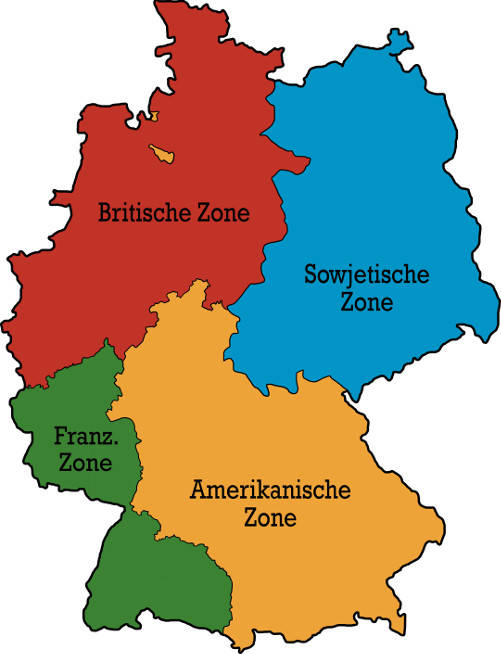 Britische Zone
Sowjetische
Zone
Franz.
Zone
Amerikanische
Zone